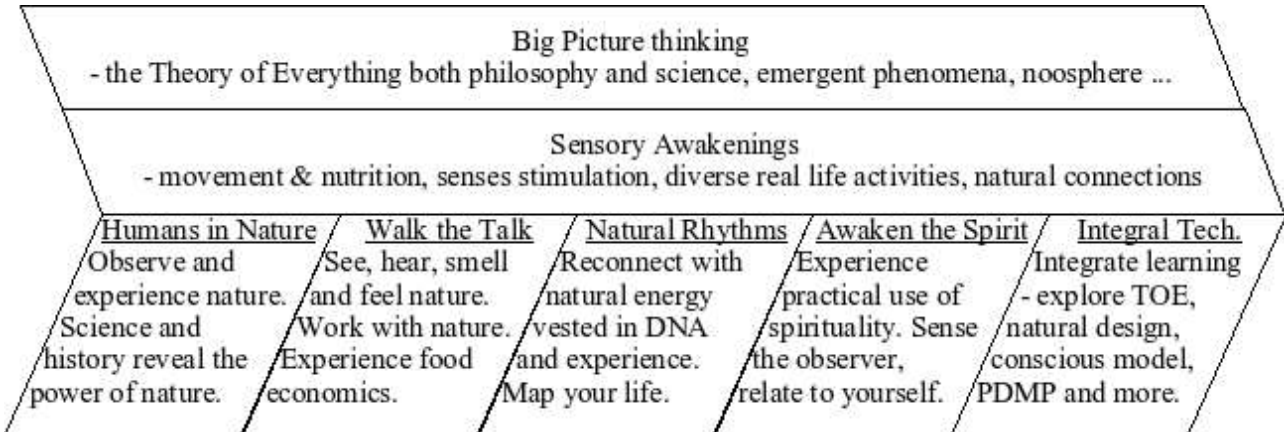 Big Picture thinking
- the Theory of Everything both philosophy and science, emergent phenomena, noosphere ...
Sensory Awakenings
- movement & nutrition, senses stimulation, diverse real life activities, natural connections
Humans in Nature
Observe and
experience nature.
Science and
history reveal the
power of nature.
Walk the Talk
See, hear, smell
and feel nature.
Work with nature.
Experience food
economics.
Natural Rhythms
Reconnect with
natural energy
vested in DNA
and experience.
Map your life.
Awaken the Spirit
Experience
practical use of
spirituality. Sense
the observer,
relate to yourself.
Integral Tech.
Integrate learning
- explore TOE,
natural design,
conscious model,
PDMP and more.